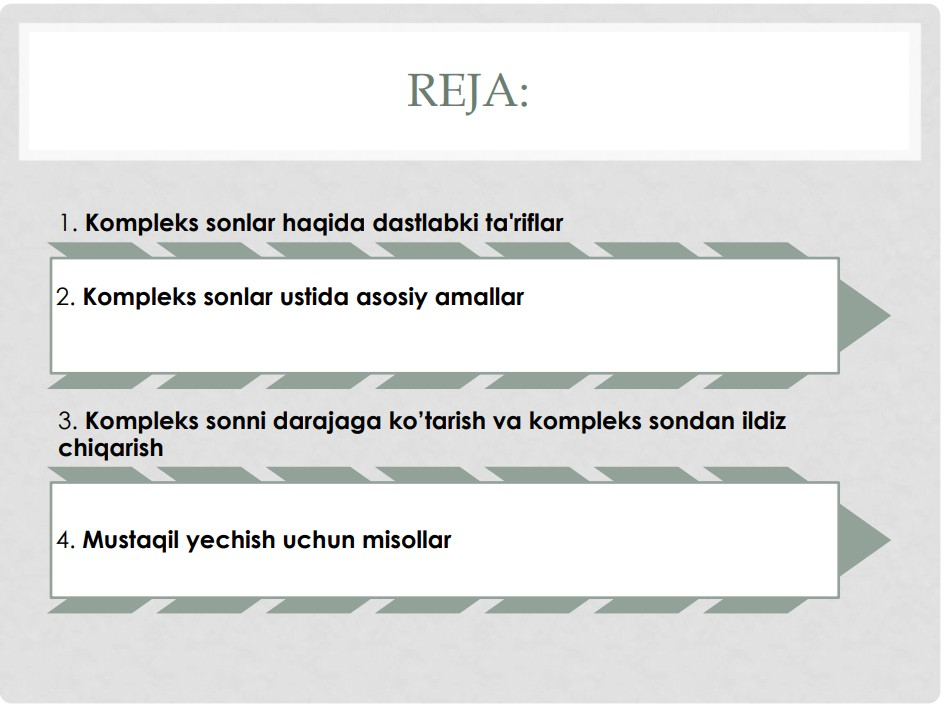 REJA:
1. Kompleks sonlar haqida dastlabki ta'riflar
2. Kompleks sonlar ustida asosiy amallar
3. Kompleks sonni darajaga ko’tarish va kompleks sondan ildiz
chiqarish
4. Mustaqil yechish uchun misollar